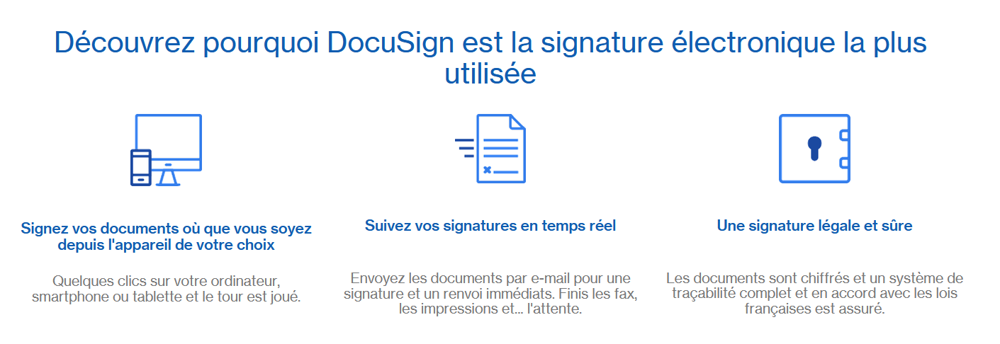 Découvrez pourquoi DocuSign est la signature électronique la plus
utilisée
Signez vos documents où que vous soyez
depuis l'appareil de votre choix
Quelques clics sur votre ordinateur,
smartphone ou tablette et le tour est joué.
Suivez vos signatures en temps réel
Envoyez les documents par e-mail pour une
signature et un renvoi immédiats. Finis les fax,
les impressions et... l'attente.
Une signature légale et sûre
Les documents sont chiffrés et un système de
traçabilité complet et en accord avec les lois
françaises est assuré.